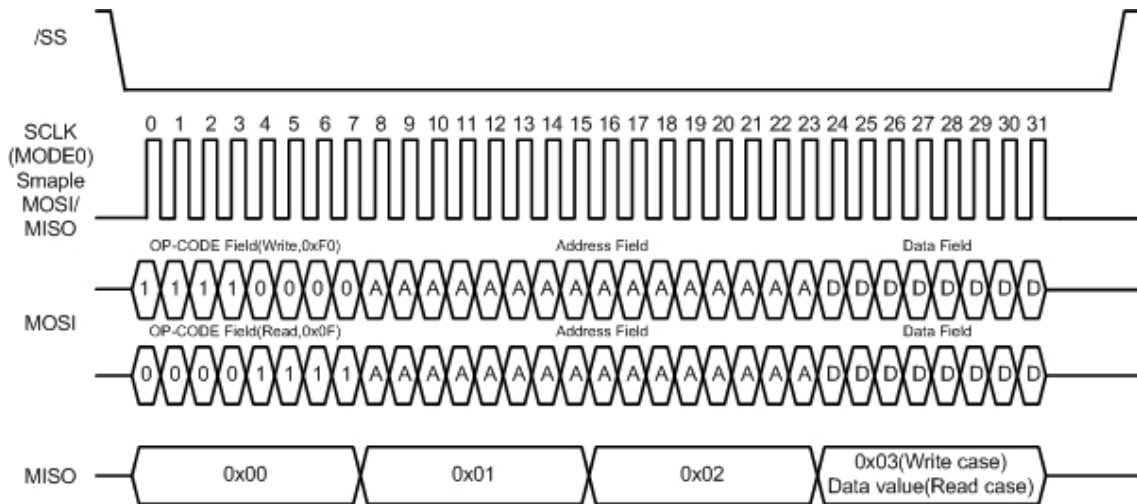 /SS
0 1 2 3 4 5 6 7 8 9 10 11 12 13 14 15 16 17 18 19 20 21 22 23 24 25 26 27 28 29 30 31
SCLK
(MODE0)
Smaple
MOSI/
MISO
OP-CODE Field(Write,0xF0) Address Field Data Field
1 1 1 1 0 0 0 0 A A A A A A A A A A A A A A A A D D D D D D D D
MOSI
OP-CODE Field(Read,0x0F) Address Field Data Field
0 0 0 0 1 1 1 1 A A A A A A A A A A A A A A A A D D D D D D D D
MISO 0x00 0x01 0x02 0x03(Write case)
Data value(Read case)